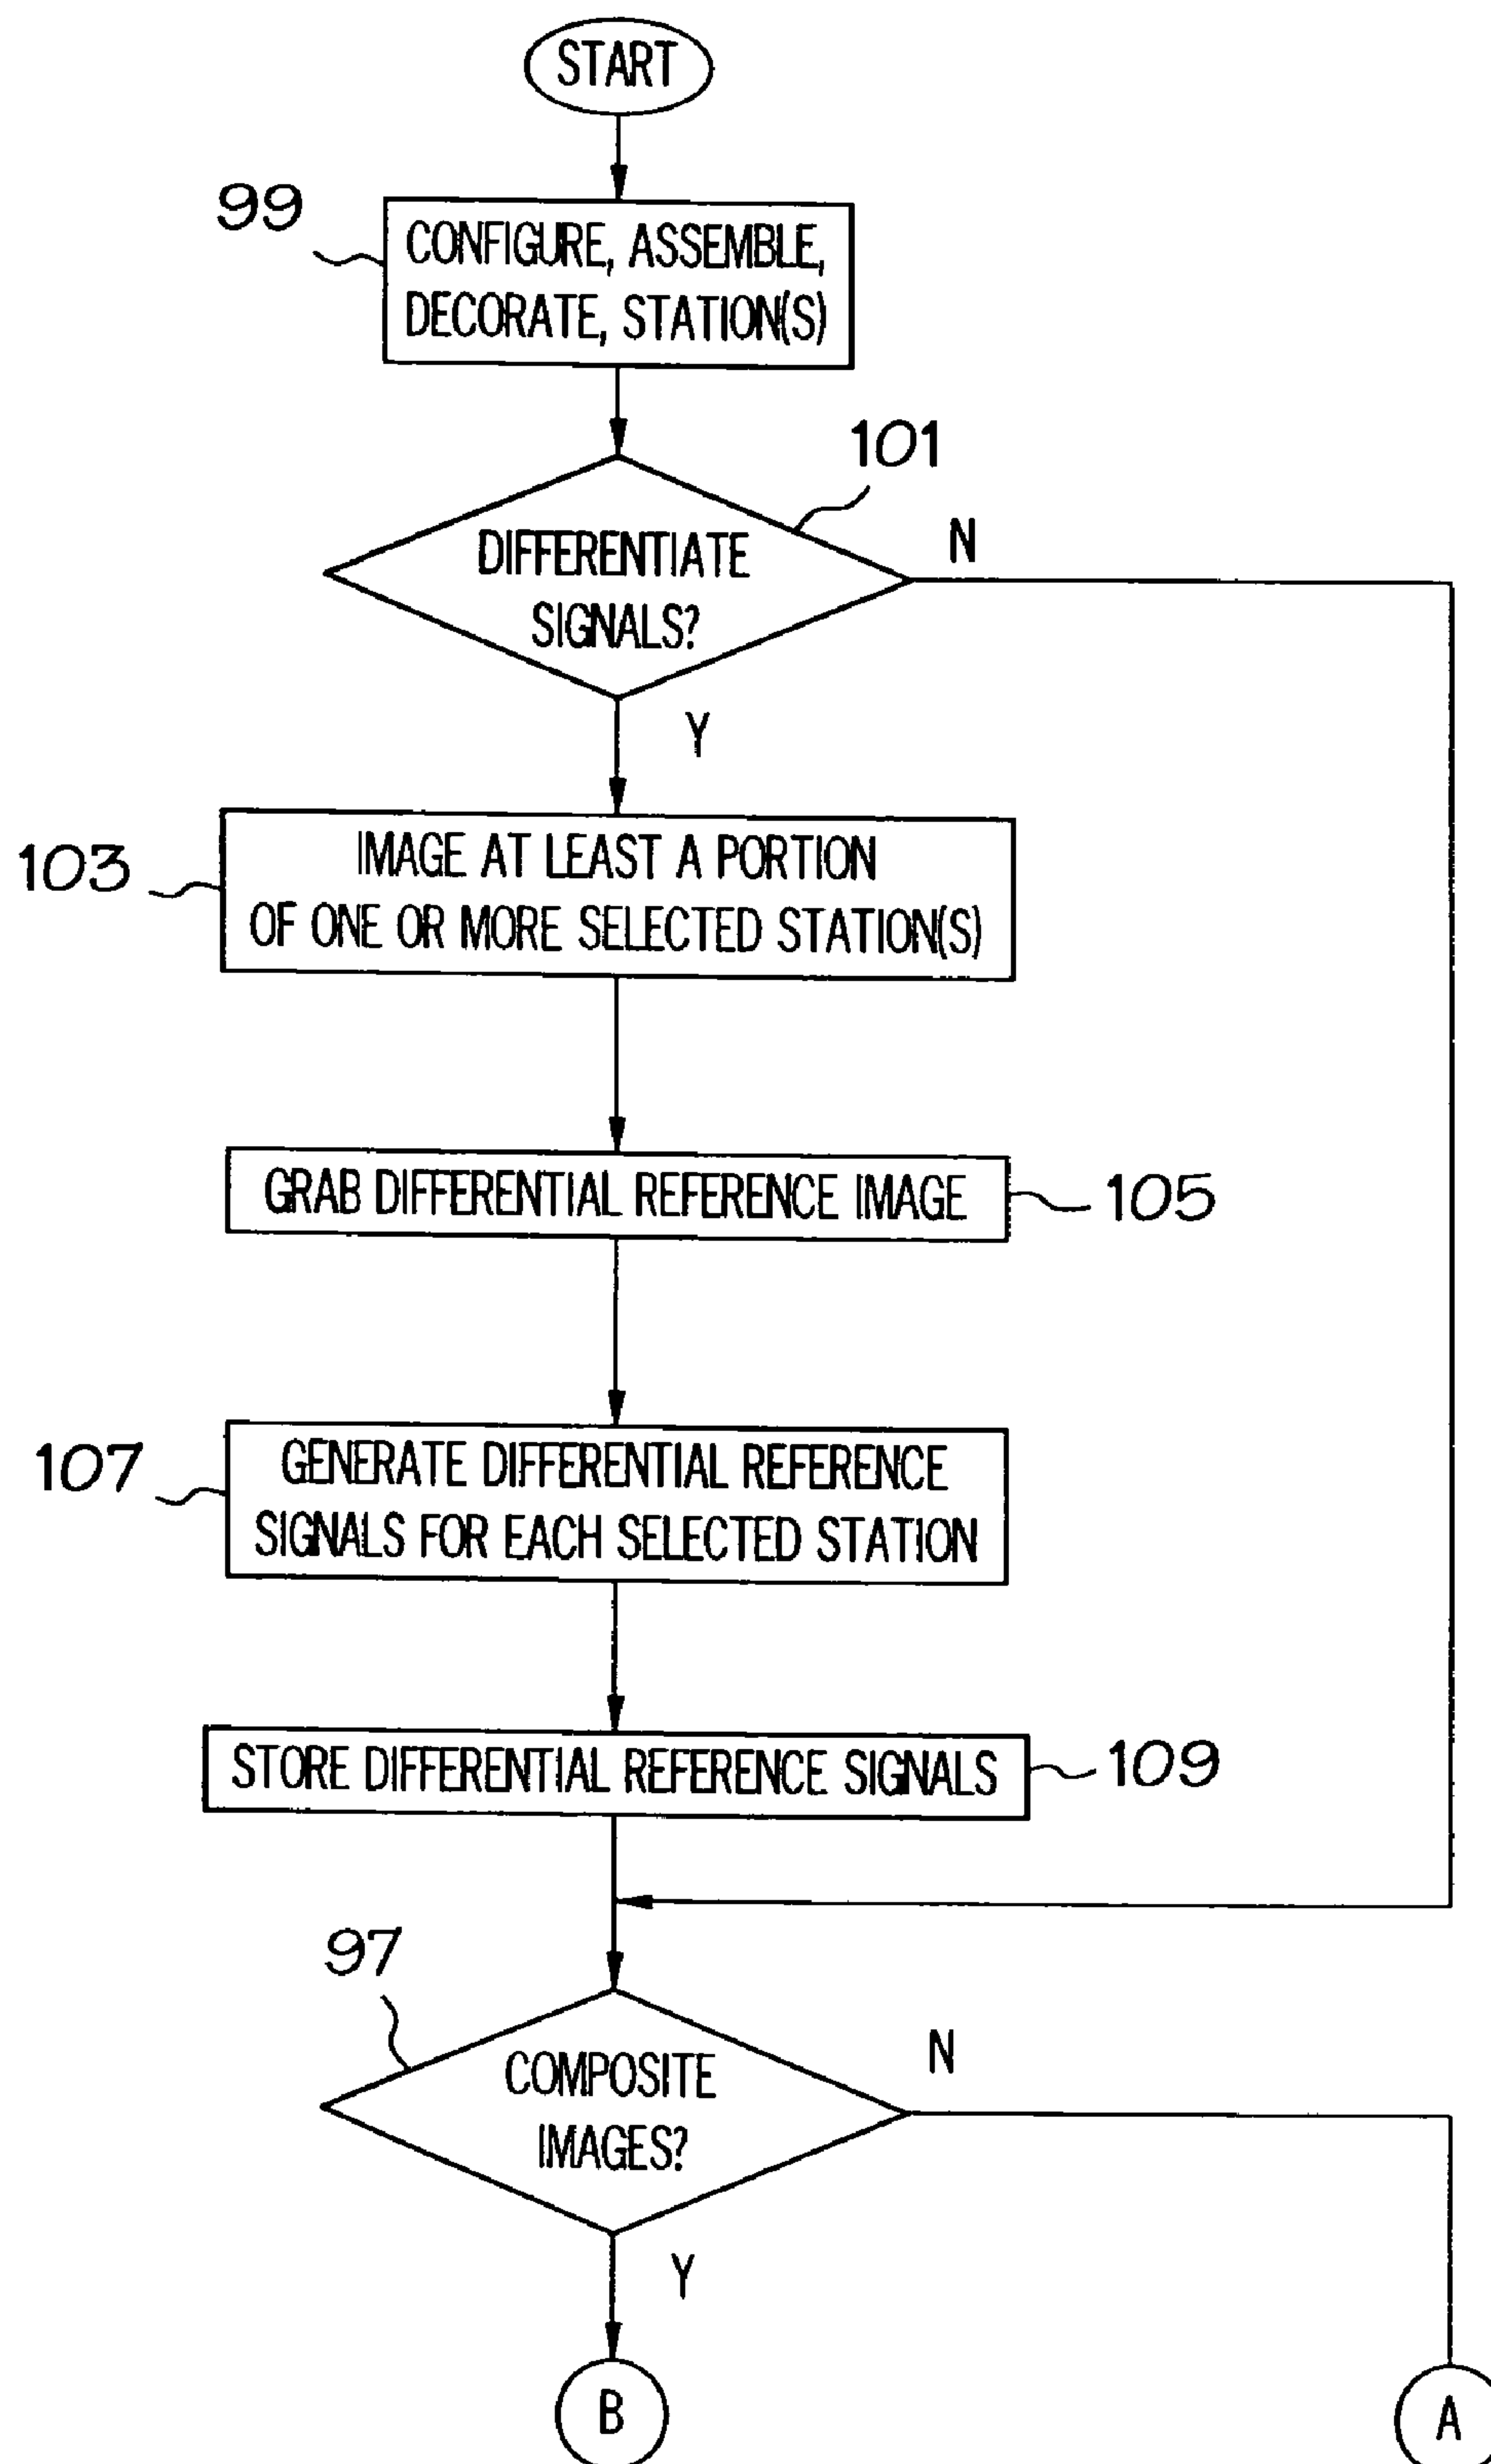 START
99
CONFIGURE, ASSEMBLE,
DECORATE, STATION(S)
101
DIFFERENTIATE
SIGNALS?
N
Y
103
IMAGE AT LEAST A PORTION
OF ONE OR MORE SELECTED STATION(S)
GRAB DIFFERENTIAL REFERENCE IMAGE
105
107
GENERATE DIFFERENTIAL REFERENCE
SIGNALS FOR EACH SELECTED STATION
STORE DIFFERENTIAL REFERENCE SIGNALS
109
97
COMPOSITE
IMAGES?
N
Y
B
A